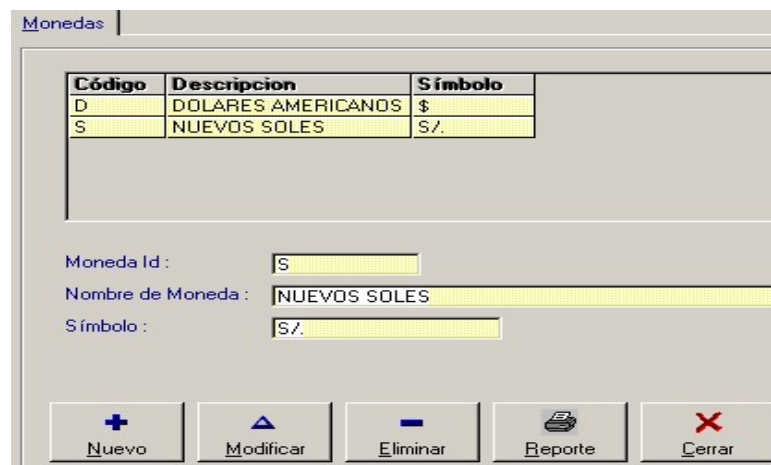 Monedas
Código Descripcion Símbolo
D DOLARES AMERICANOS $
S NUEVOS SOLES S/.
Moneda Id : S
Nombre de Moneda : NUEVOS SOLES
Símbolo : S/.
Nuevo Modificar Eliminar Reporte Cerrar